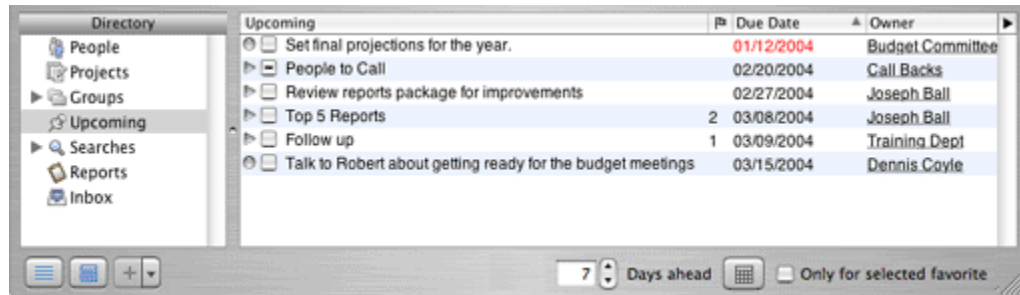 Directory
People
Projects
Groups
Upcoming
Searches
Reports
Inbox
Upcoming Due Date Owner
Set final projections for the year. 01/12/2004 Budget Committee
People to Call 02/20/2004 Call Backs
Review reports package for improvements 02/27/2004 Joseph Ball
Top 5 Reports 2 03/08/2004 Joseph Ball
Follow up 1 03/09/2004 Training Dept
Talk to Robert about getting ready for the budget meetings 03/15/2004 Dennis Coyle
7 Days ahead Only for selected favorite